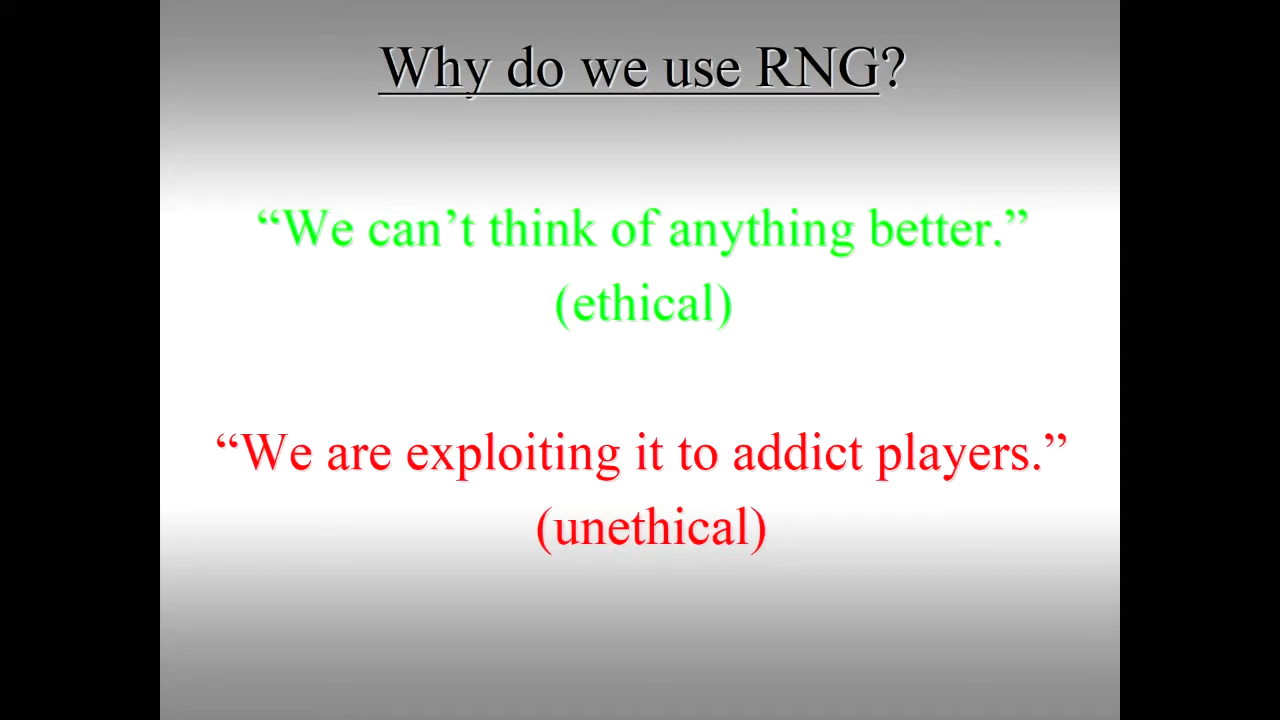 Why do we use RNG?
“We can’t think of anything better.”
(ethical)
“We are exploiting it to addict players.”
(unethical)